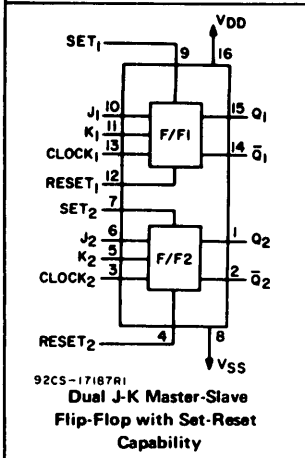 VDD
SET1
9
16
J1 10
K1 11
CLOCK1 13
F/F1
15 Q1
14 Q̅1
RESET1 12
SET2 7
J2 6
K2 5
CLOCK2 3
F/F2
1 Q2
2 Q̅2
RESET2
4
8
VSS
92CS-17187R1
Dual J-K Master-Slave
Flip-Flop with Set-Reset
Capability